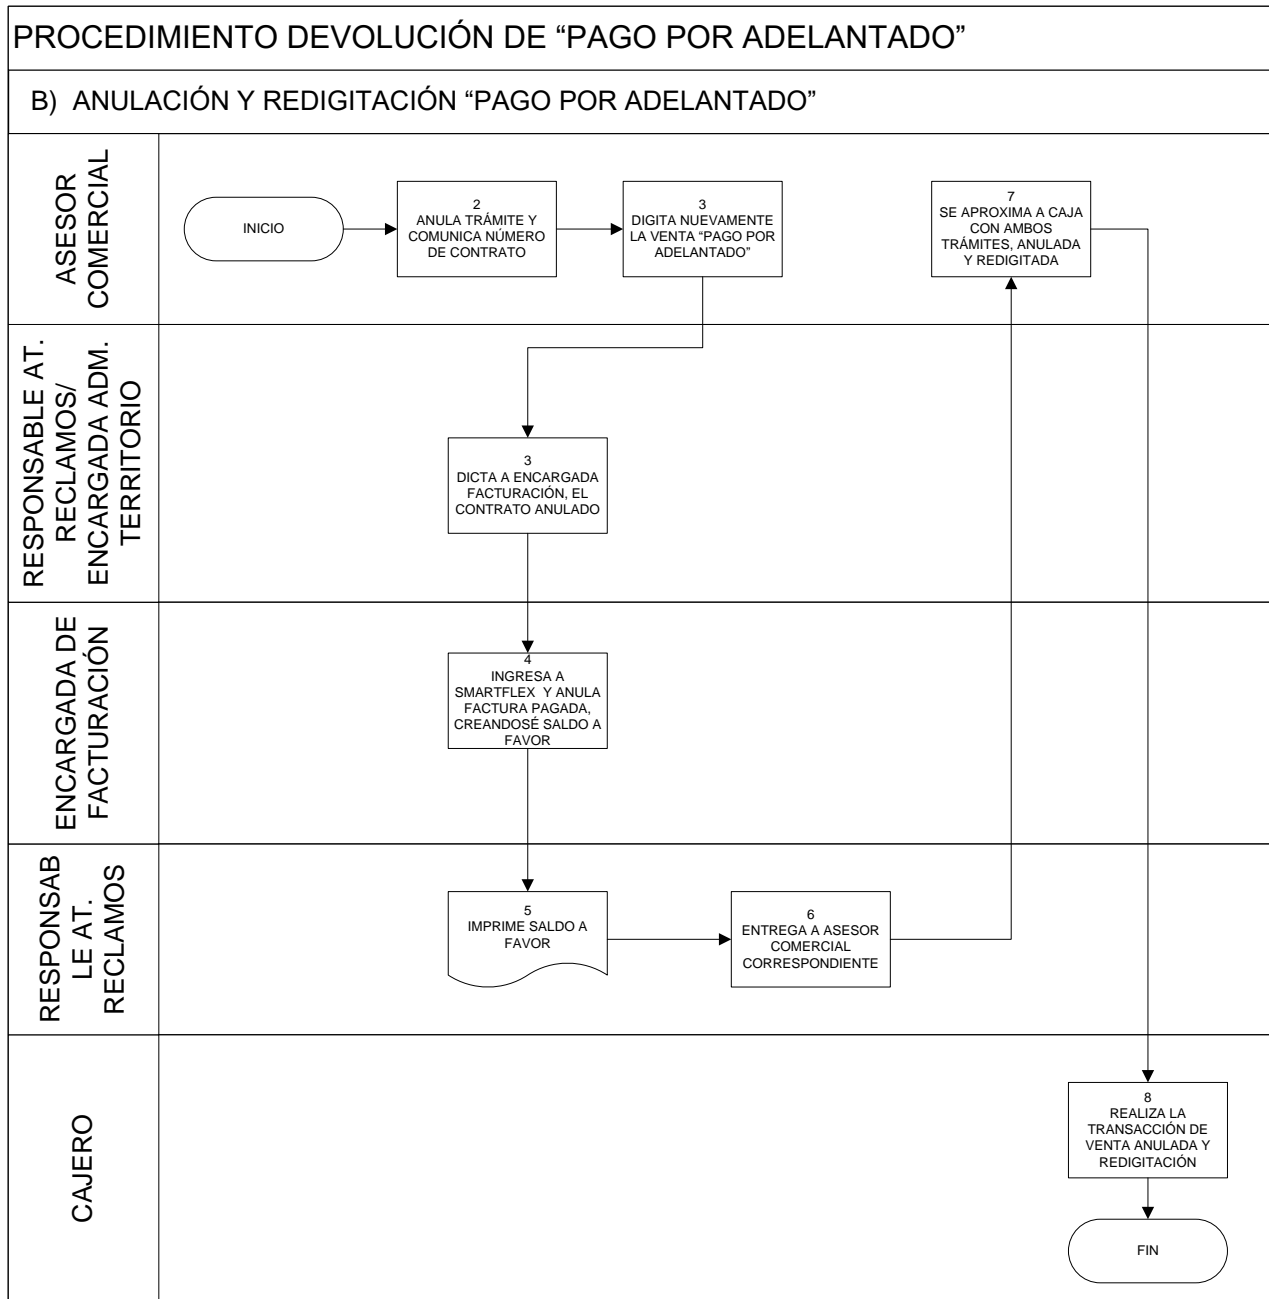 PROCEDIMIENTO DEVOLUCIÓN DE “PAGO POR ADELANTADO”
B) ANULACIÓN Y REDIGITACIÓN “PAGO POR ADELANTADO”
ASESOR
COMERCIAL
INICIO
2
ANULA TRÁMITE Y
COMUNICA NÚMERO
DE CONTRATO
3
DIGITA NUEVAMENTE
LA VENTA “PAGO POR
ADELANTADO”
7
SE APROXIMA A CAJA
CON AMBOS
TRÁMITES, ANULADA
Y REDIGITADA
RESPONSABLE AT.
RECLAMOS/
ENCARGADA ADM.
TERRITORIO
3
DICTA A ENCARGADA
FACTURACIÓN, EL
CONTRATO ANULADO
ENCARGADA DE
FACTURACIÓN
4
INGRESA A
SMARTFLEX Y ANULA
FACTURA PAGADA,
CREANDOSÉ SALDO A
FAVOR
RESPONSAB
LE AT.
RECLAMOS
5
IMPRIME SALDO A
FAVOR
6
ENTREGA A ASESOR
COMERCIAL
CORRESPONDIENTE
CAJERO
8
REALIZA LA
TRANSACCIÓN DE
VENTA ANULADA Y
REDIGITACIÓN
FIN